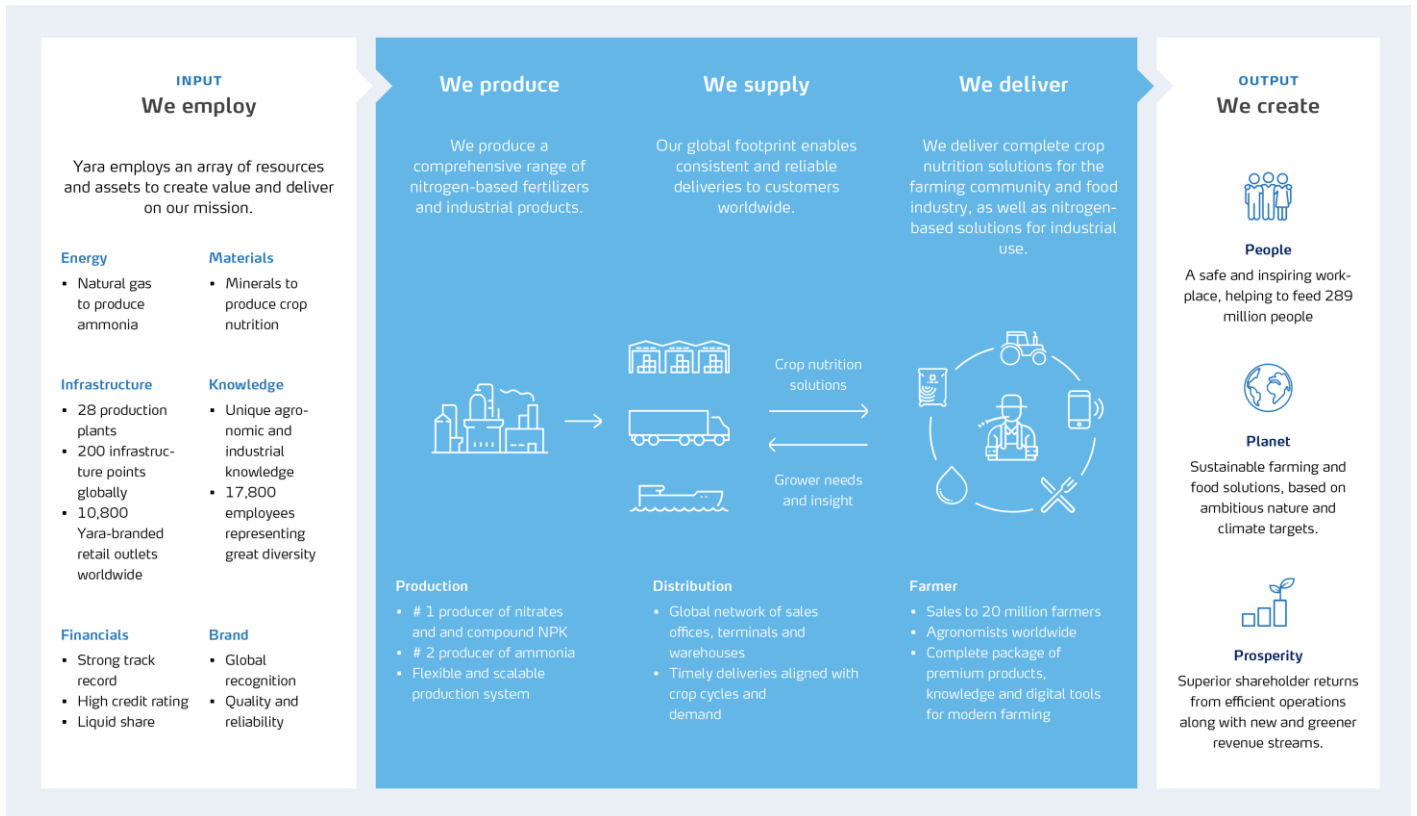 INPUT
We employ
Yara employs an array of resources
and assets to create value and deliver
on our mission.
Energy
▪ Natural gas
to produce
ammonia
Materials
▪ Minerals to
produce crop
nutrition
Infrastructure
▪ 28 production
plants
▪ 200 infrastruc-
ture points
globally
▪ 10,800
Yara-branded
retail outlets
worldwide
Knowledge
▪ Unique agro-
nomic and
industrial
knowledge
▪ 17,800
employees
representing
great diversity
Financials
▪ Strong track
record
▪ High credit rating
▪ Liquid share
Brand
▪ Global
recognition
▪ Quality and
reliability
We produce
We produce a
comprehensive range of
nitrogen-based fertilizers
and industrial products.
We supply
Our global footprint enables
consistent and reliable
deliveries to customers
worldwide.
We deliver
We deliver complete crop
nutrition solutions for the
farming community and food
industry, as well as nitrogen-
based solutions for industrial
use.
Crop nutrition
solutions
Grower needs
and insight
Production
▪ # 1 producer of nitrates
and and compound NPK
▪ # 2 producer of ammonia
▪ Flexible and scalable
production system
Distribution
▪ Global network of sales
offices, terminals and
warehouses
▪ Timely deliveries aligned with
crop cycles and
demand
Farmer
▪ Sales to 20 million farmers
▪ Agronomists worldwide
▪ Complete package of
premium products,
knowledge and digital tools
for modern farming
OUTPUT
We create
People
A safe and inspiring work-
place, helping to feed 289
million people
Planet
Sustainable farming and
food solutions, based on
ambitious nature and
climate targets.
Prosperity
Superior shareholder returns
from efficient operations
along with new and greener
revenue streams.